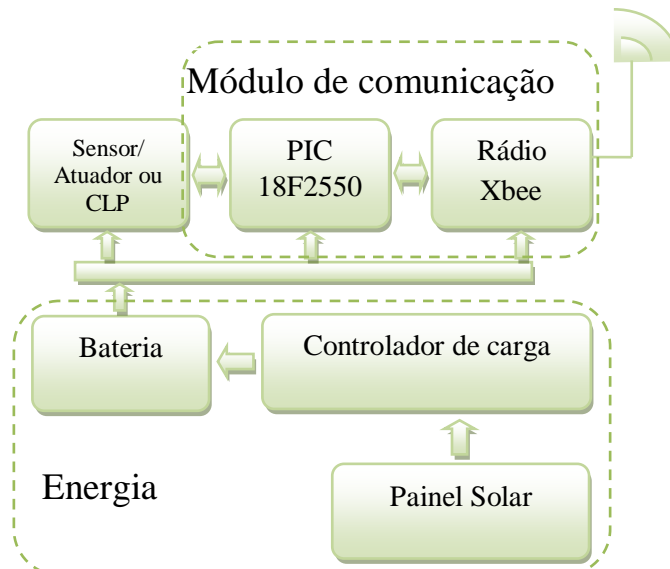 Módulo de comunicação
Sensor/
Atuador ou
CLP
PIC
18F2550
Rádio
Xbee
Bateria
Controlador de carga
Energia
Painel Solar